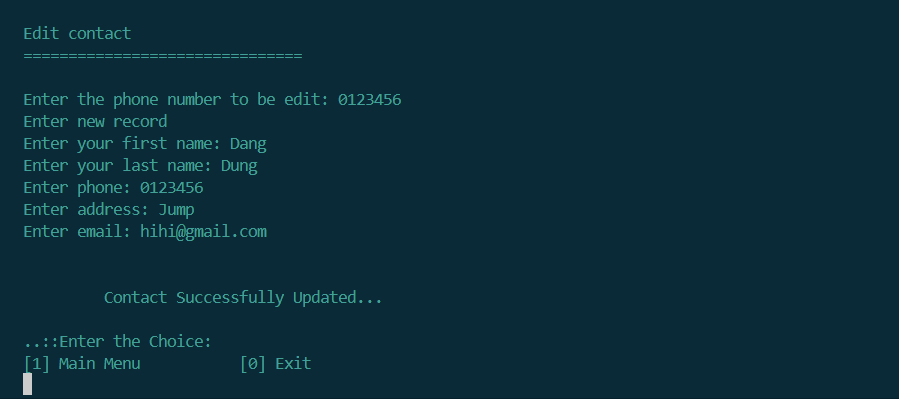 Edit contact
===============================
Enter the phone number to be edit: 0123456
Enter new record
Enter your first name: Dang
Enter your last name: Dung
Enter phone: 0123456
Enter address: Jump
Enter email: hihi@gmail.com
Contact Successfully Updated...
..::Enter the Choice:
[1] Main Menu           [0] Exit